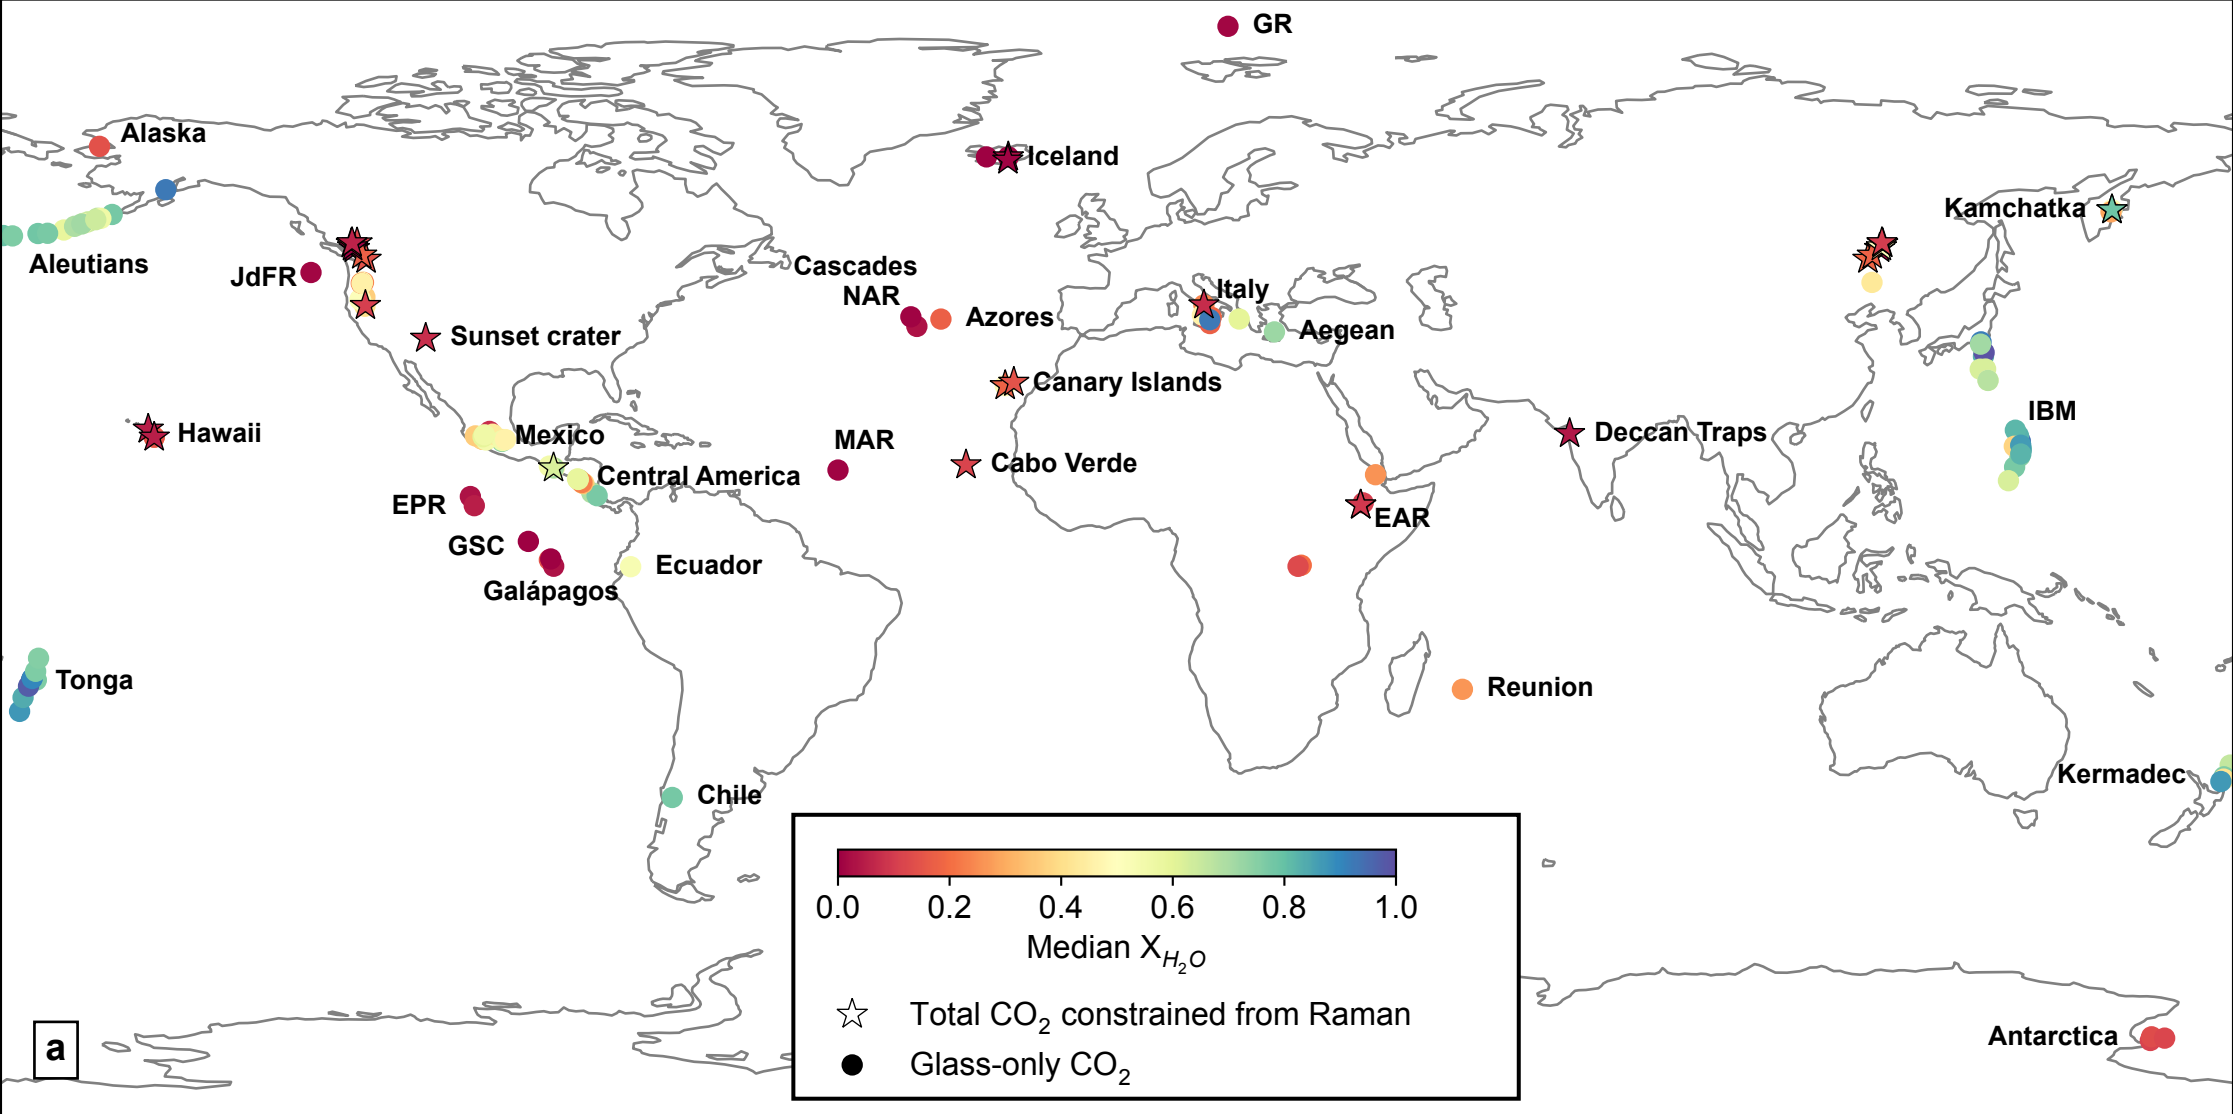 GR
Alaska
Iceland
Kamchatka
Aleutians
JdFR
Cascades
NAR
Azores
Italy
Aegean
Sunset crater
Canary Islands
IBM
Hawaii
Mexico
MAR
Deccan Traps
Cabo Verde
Central America
EPR
EAR
GSC
Ecuador
Galápagos
Tonga
Reunion
Kermadec
Chile
0.0 0.2 0.4 0.6 0.8 1.0
Median X_{H_2O}
Total CO₂ constrained from Raman
Glass-only CO₂
Antarctica
a